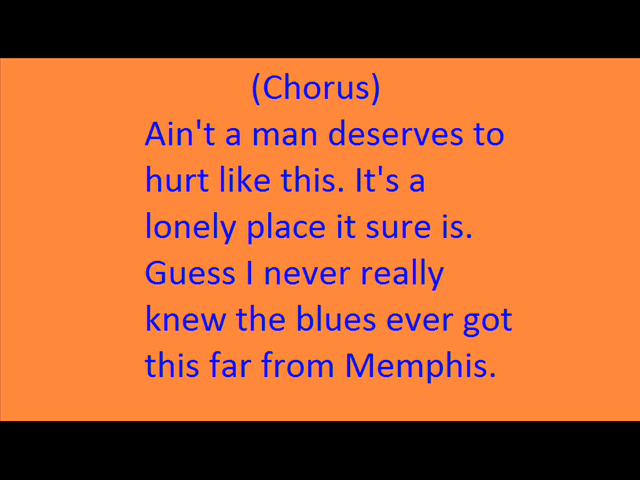 (Chorus)
Ain't a man deserves to
hurt like this. It's a
lonely place it sure is.
Guess I never really
knew the blues ever got
this far from Memphis.